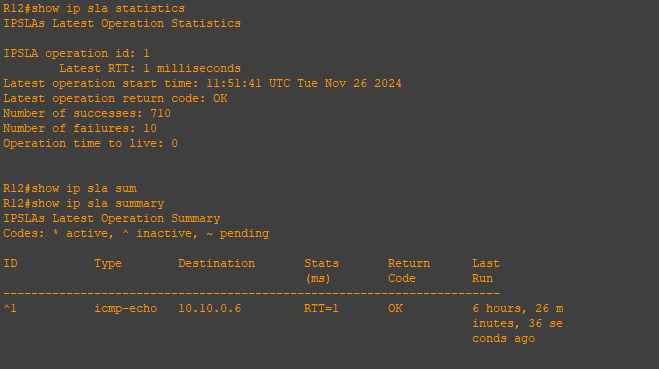 R12#show ip sla statistics
IPSLAs Latest Operation Statistics
IPSLA operation id: 1
        Latest RTT: 1 milliseconds
Latest operation start time: 11:51:41 UTC Tue Nov 26 2024
Latest operation return code: OK
Number of successes: 710
Number of failures: 10
Operation time to live: 0
R12#show ip sla sum
R12#show ip sla summary
IPSLAs Latest Operation Summary
Codes: * active, ^ inactive, ~ pending
ID           Type        Destination       Stats       Return      Last
                                           (ms)        Code        Run
-----------------------------------------------------------------------
^1           icmp-echo   10.10.0.6         RTT=1       OK          6 hours, 26 m
                                                                   inutes, 36 se
                                                                   conds ago